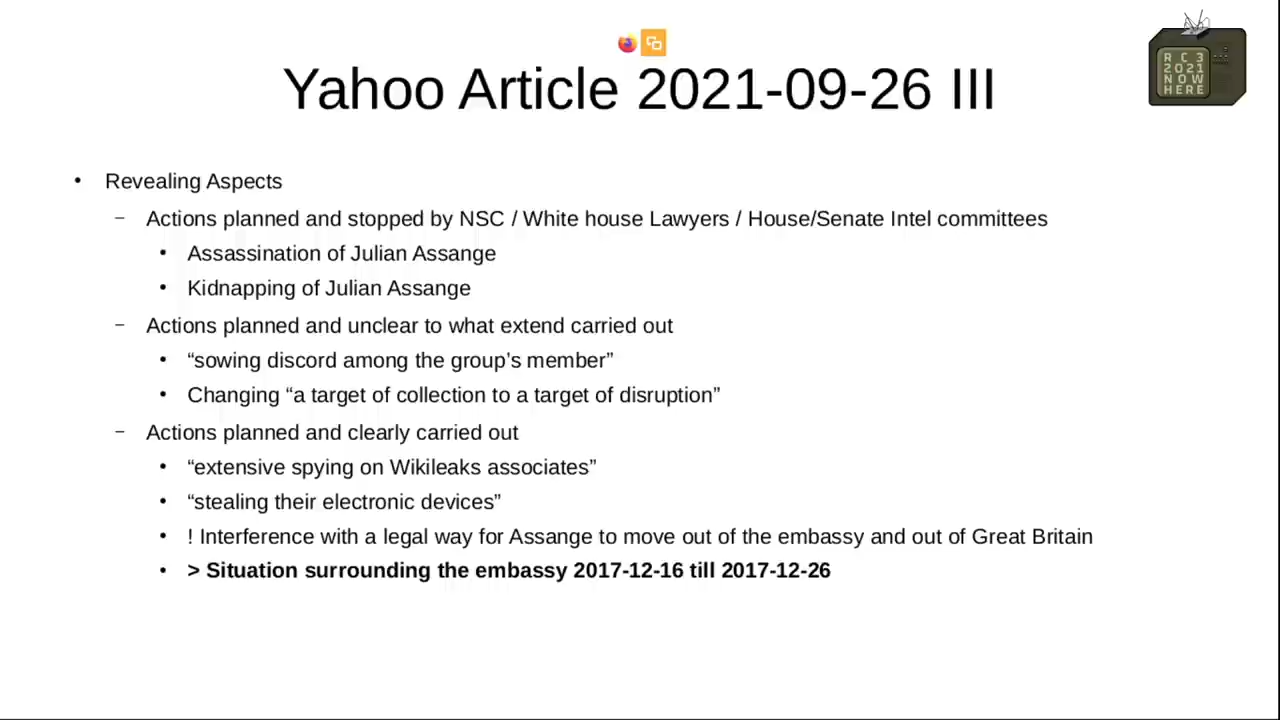 Yahoo Article 2021-09-26 III
R C 3
2021
NOW
HERE
• Revealing Aspects
– Actions planned and stopped by NSC / White house Lawyers / House/Senate Intel committees
• Assassination of Julian Assange
• Kidnapping of Julian Assange
– Actions planned and unclear to what extend carried out
• “sowing discord among the group’s member”
• Changing “a target of collection to a target of disruption”
– Actions planned and clearly carried out
• “extensive spying on Wikileaks associates”
• “stealing their electronic devices”
• ! Interference with a legal way for Assange to move out of the embassy and out of Great Britain
• > Situation surrounding the embassy 2017-12-16 till 2017-12-26